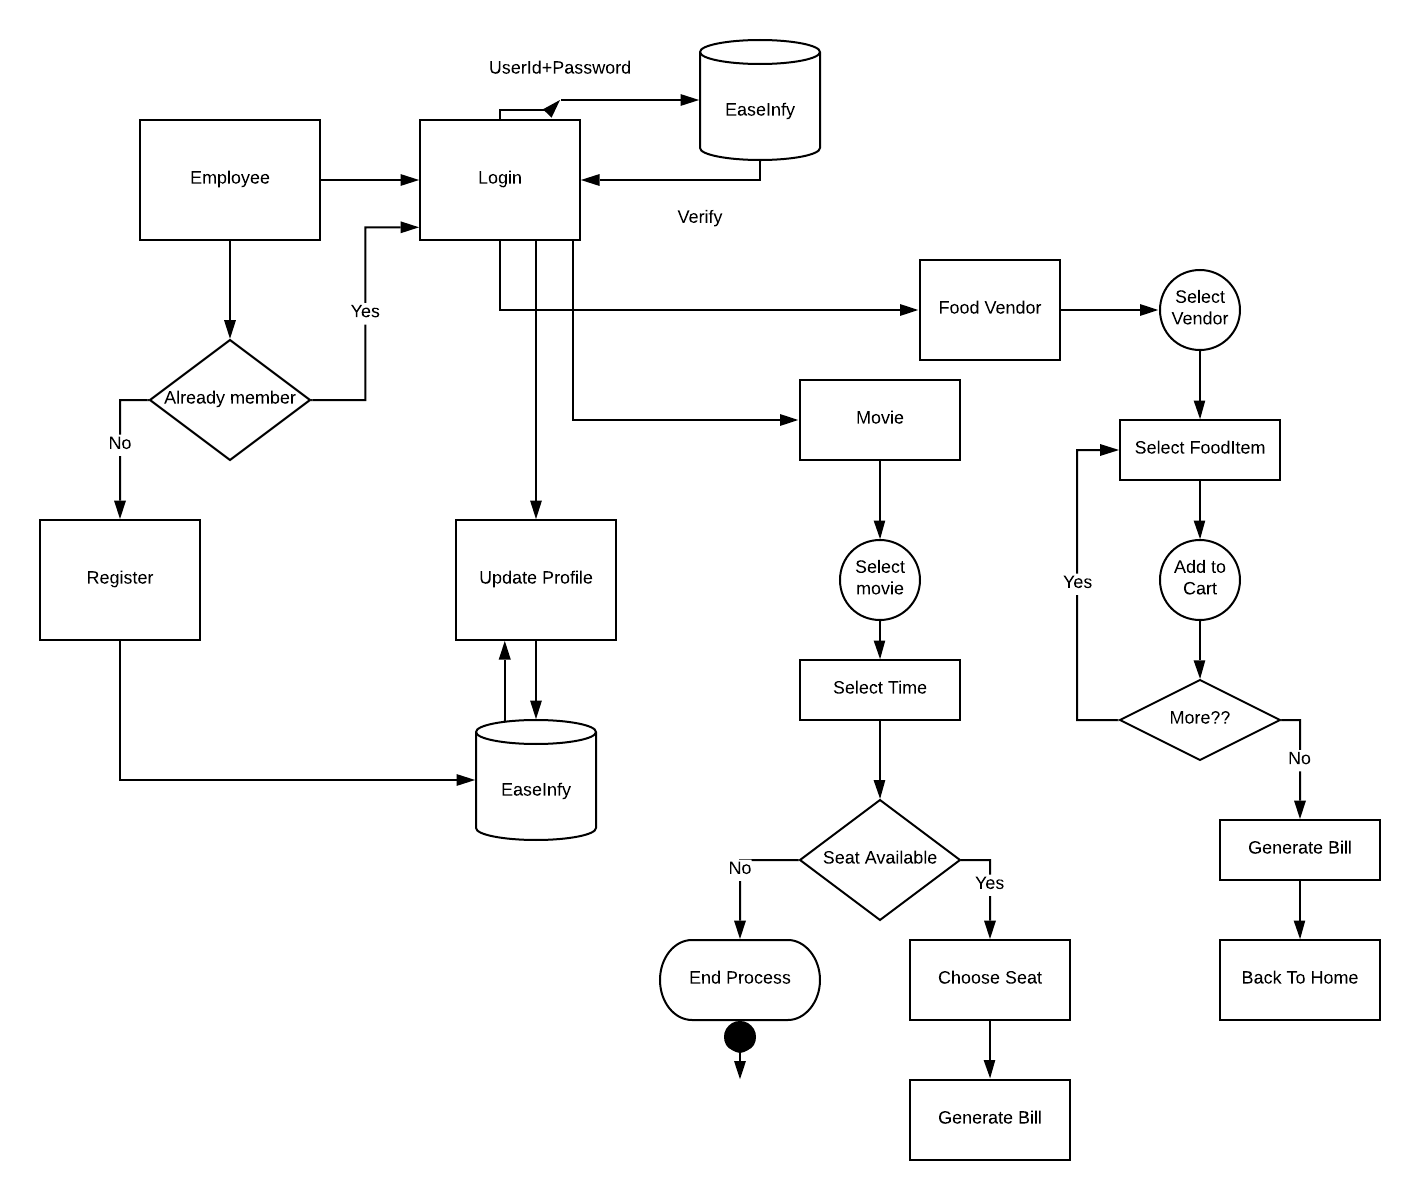 UserId+Password
EaseInfy
Employee
Login
Verify
Yes
Food Vendor
Select
Vendor
Already member
No
Movie
Select FoodItem
Register
Update Profile
Select
movie
Add to
Cart
Yes
Select Time
More??
No
EaseInfy
Seat Available
Generate Bill
No
Yes
End Process
Choose Seat
Back To Home
Generate Bill